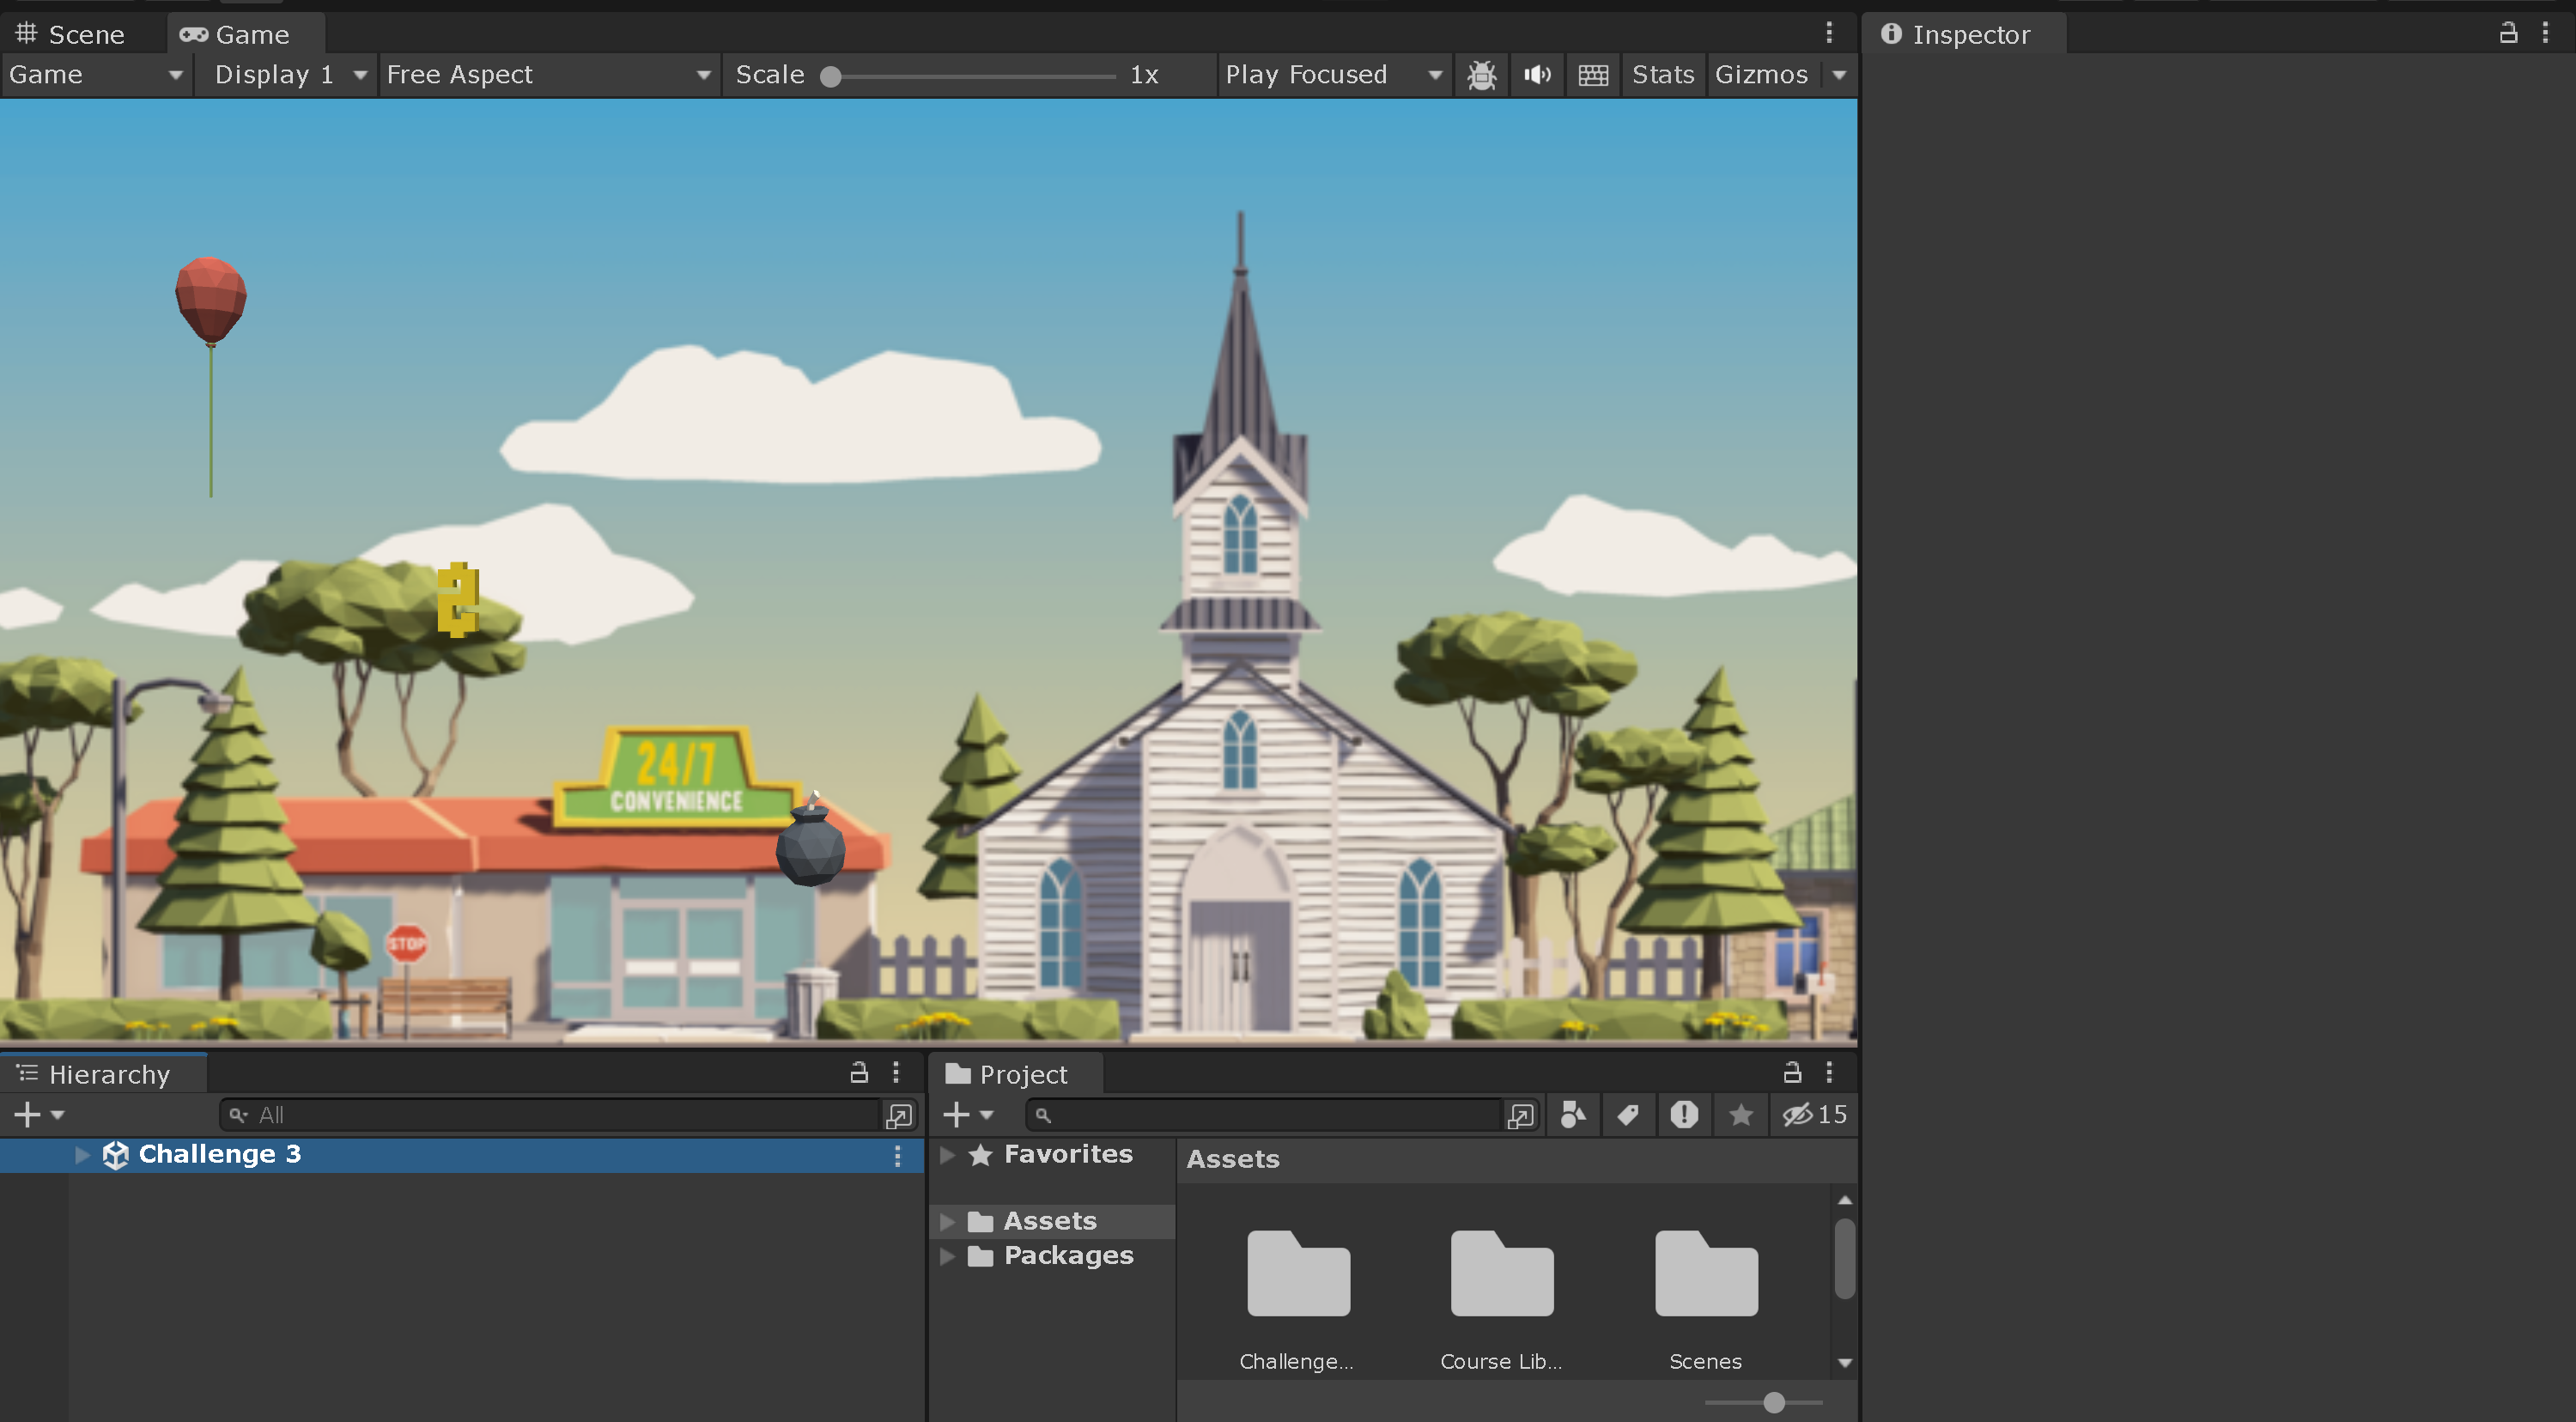 Scene
Game
Game
Display 1
Free Aspect
Scale
1x
Play Focused
Stats
Gizmos
24/7
CONVENIENCE
STOP
Inspector
Hierarchy
All
Challenge 3
Project
15
Favorites
Assets
Packages
Assets
Challenge...
Course Lib...
Scenes